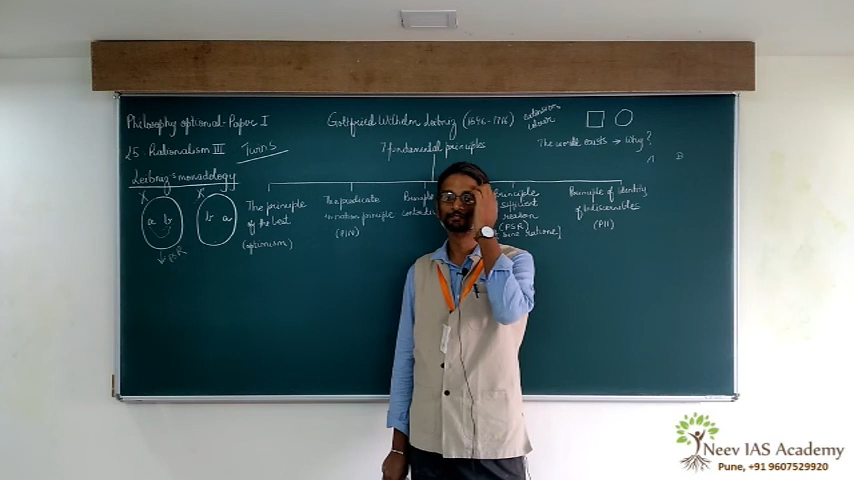 Philosophy optional - Paper I
25. Rationalism III
Twins
Leibniz's monadology
x x
a b
b a
↓ PSR
Gottfried Wilhelm Leibniz (1646-1716)
extension
7 fundamental principles
The world exists → Why?
A B
The principle
of the best
(optimism)
The predicate
in notion principle
(PIN)
Principle
Principle
reason
(PSR)
Principle of identity
of Indiscernibles
(PII)
Neev IAS Academy
Pune, +91 9607529920